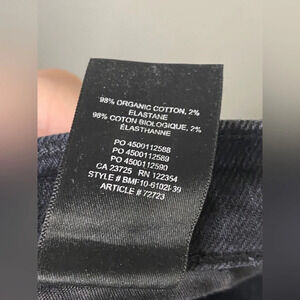 98% ORGANIC COTTON, 2%
ELASTANE
98% COTON BIOLOGIQUE, 2%
ÉLASTHANNE
PO 4500112588
PO 4500112589
PO 4500112590
CA 23725 RN 122354
STYLE # BMF10-61021-39
ARTICLE # 72723